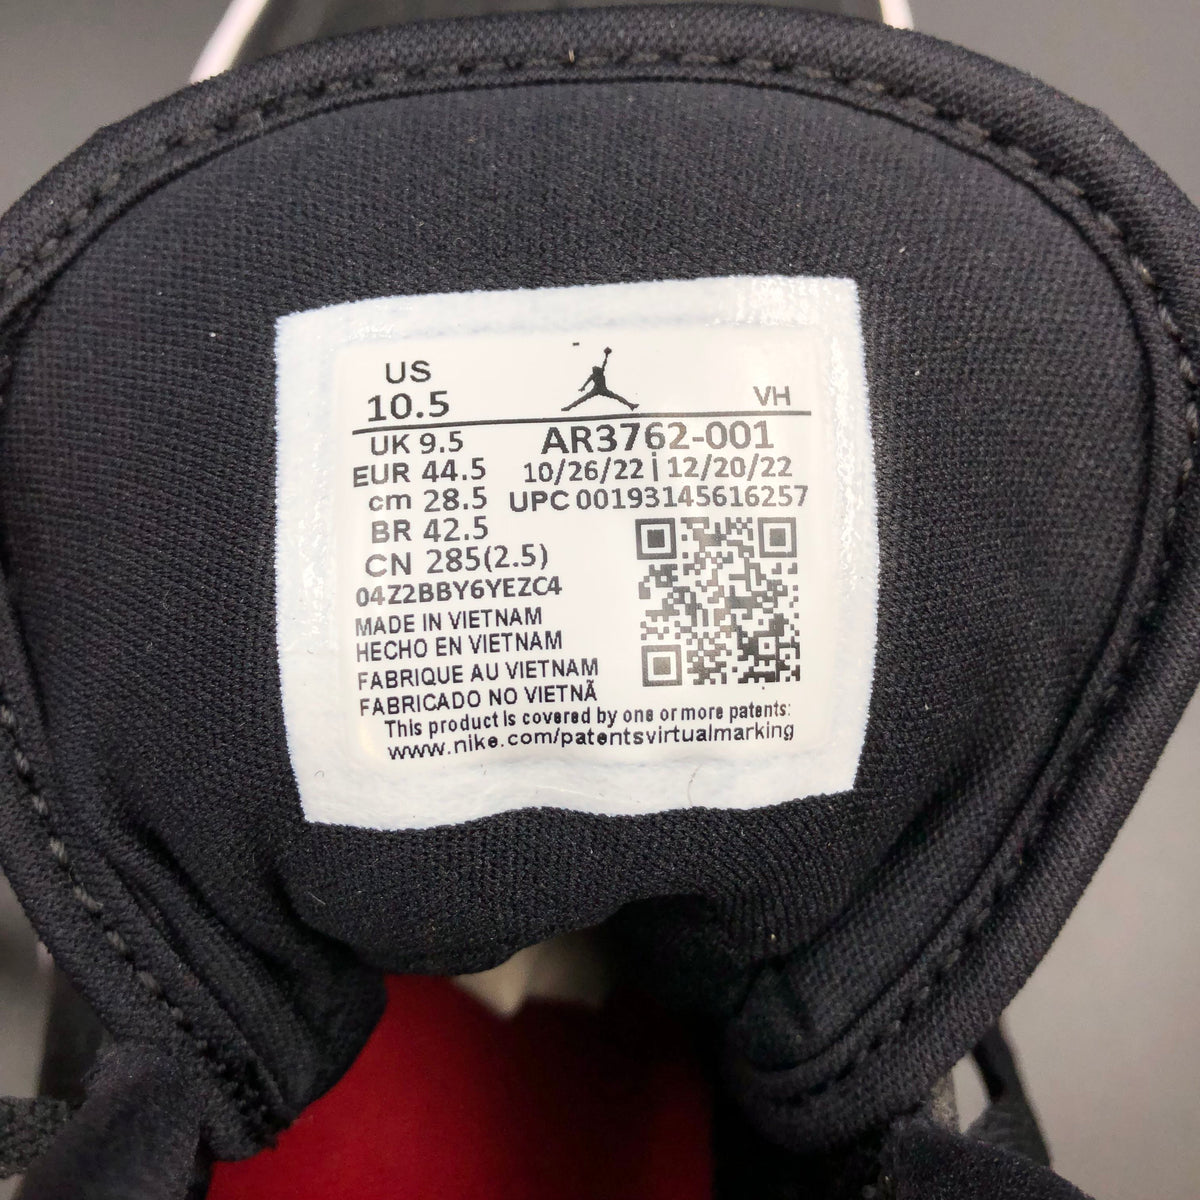 US
10.5 VH
UK 9.5 AR3762-001
EUR 44.5 10/26/22 | 12/20/22
cm 28.5 UPC 00193145616257
BR 42.5
CN 285(2.5)
04Z2BBY6YEZC4
MADE IN VIETNAM
HECHO EN VIETNAM
FABRIQUE AU VIETNAM
FABRICADO NO VIETNÃ
This product is covered by one or more patents:
www.nike.com/patentsvirtualmarking